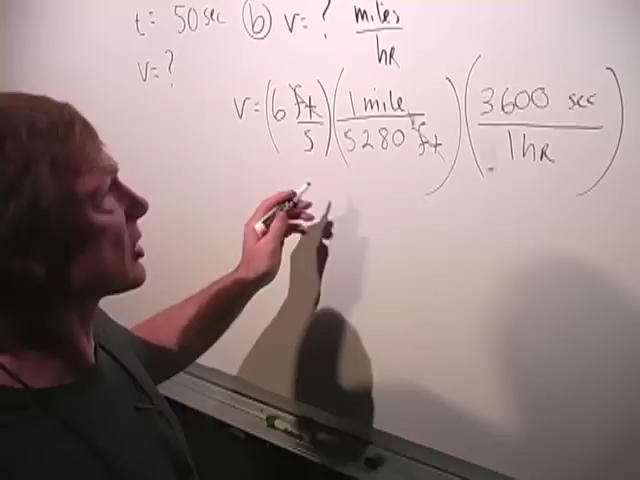 t = 50 sec (b) v = ? miles/hr
v = ?
v = (6 ft/s)(1 mile/5280 ft)(3600 sec/1 hR)